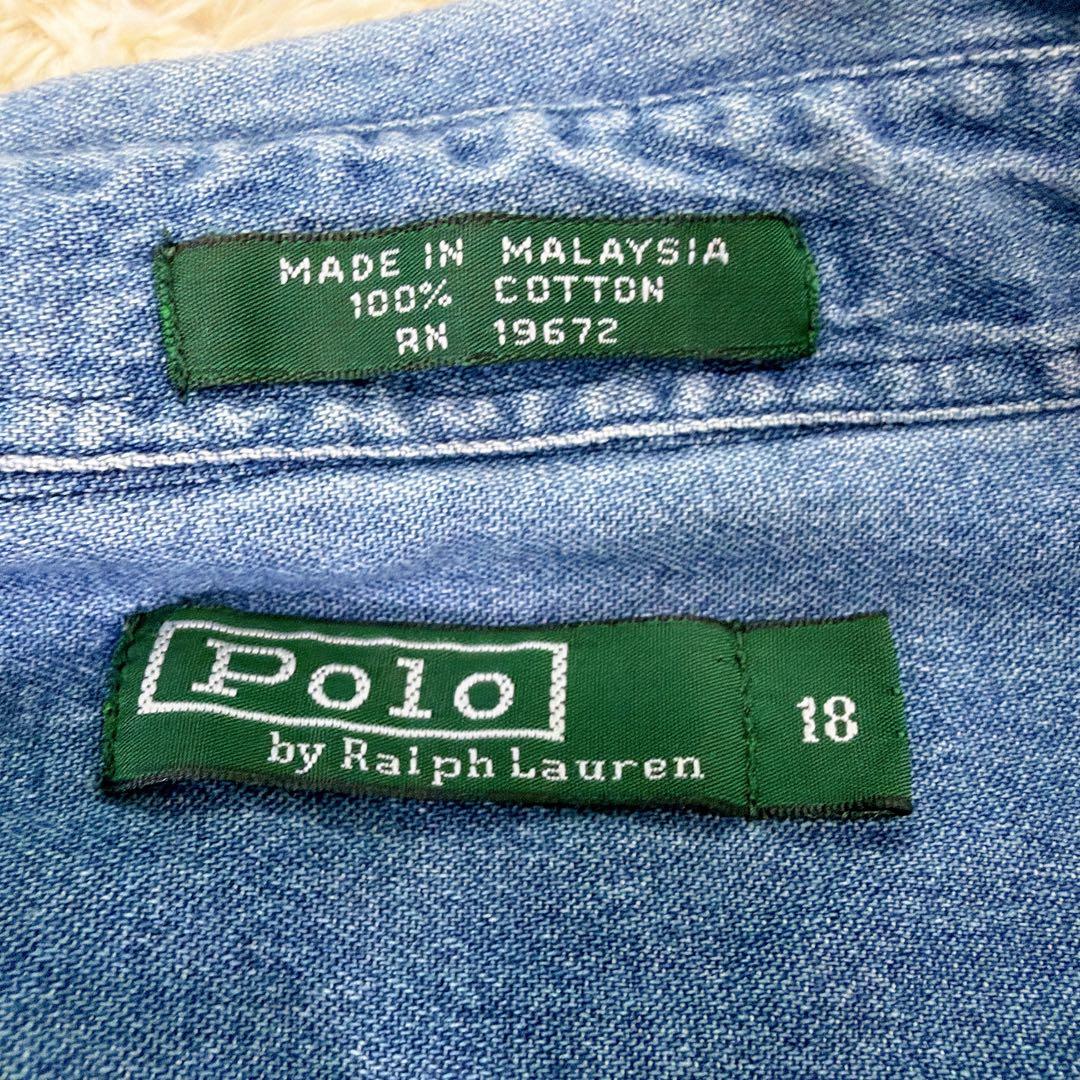 MADE IN MALAYSIA
100% COTTON
RN 19672
Polo
by Ralph Lauren
18